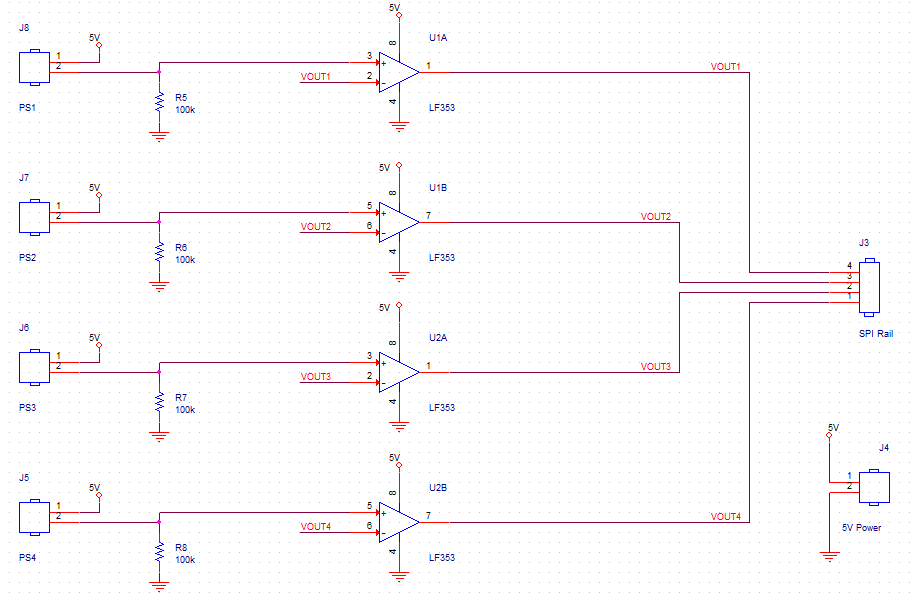 J8
5V
1
2
PS1
R5
100k
VOUT1
5V
8
3
+
2
-
4
1
U1A
LF353
VOUT1
J7
5V
1
2
PS2
R6
100k
VOUT2
5V
8
5
+
6
-
4
7
U1B
LF353
VOUT2
J6
5V
1
2
PS3
R7
100k
VOUT3
5V
8
3
+
2
-
4
1
U2A
LF353
VOUT3
J5
5V
1
2
PS4
R8
100k
VOUT4
5V
8
5
+
6
-
4
7
U2B
LF353
VOUT4
J3
4
3
2
1
SPI Rail
5V
J4
1
2
5V Power